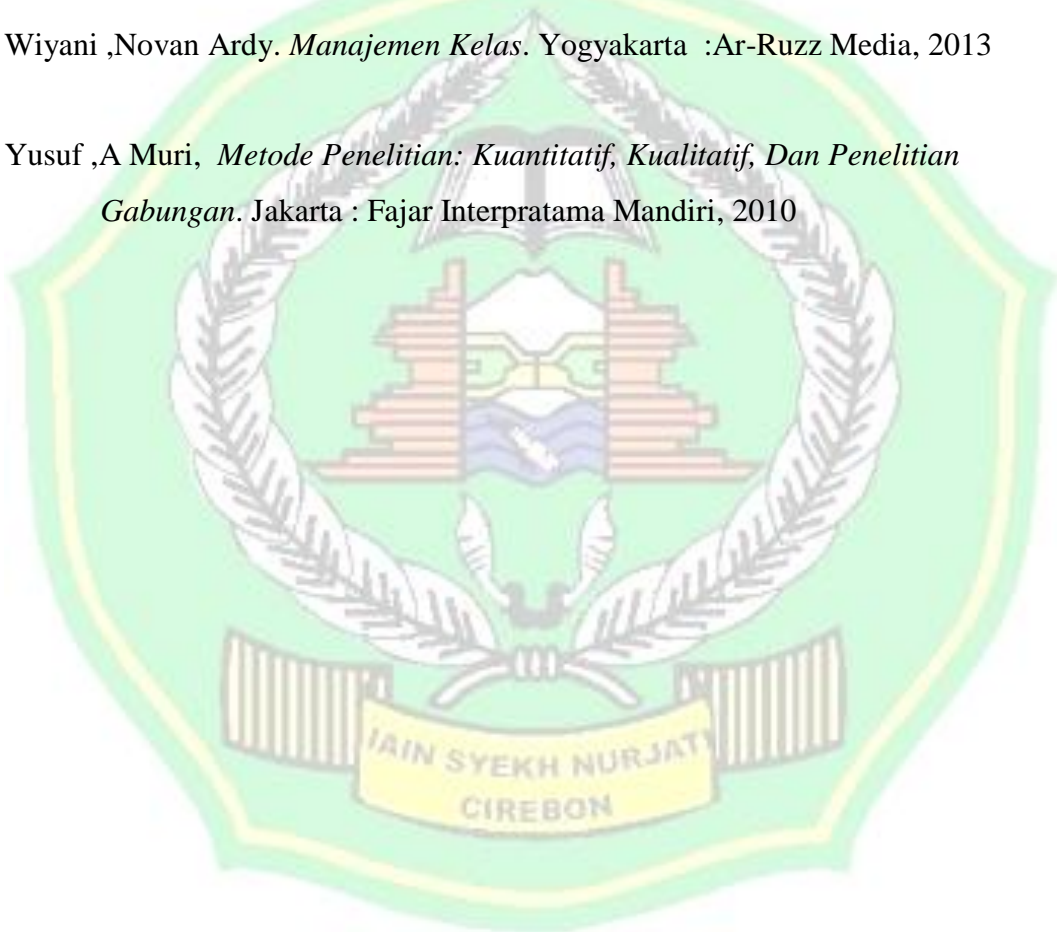 Wiyani ,Novan Ardy. Manajemen Kelas. Yogyakarta :Ar-Ruzz Media, 2013
Yusuf ,A Muri, Metode Penelitian: Kuantitatif, Kualitatif, Dan Penelitian
Gabungan. Jakarta : Fajar Interpratama Mandiri, 2010
IAIN SYEKH NURJATI
CIREBON